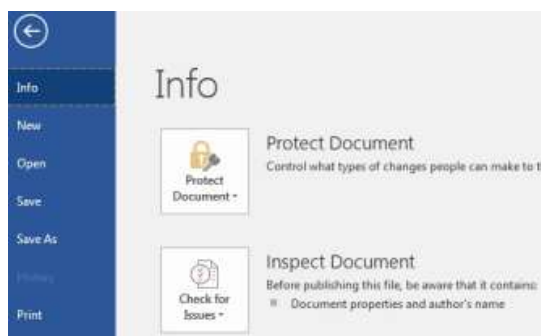 Info
Info
New
Protect Document
Control what types of changes people can make to t
Open
Protect
Document
Save
Save As
Inspect Document
Before publishing this file, be aware that it contains:
Check for
Issues
Document properties and author's name
History
Print